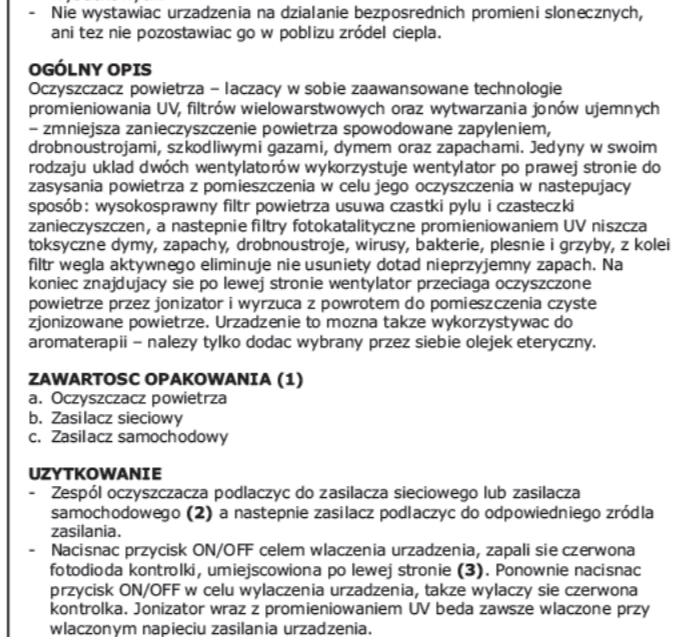 - Nie wystawiac urzadzenia na dzialanie bezposrednich promieni slonecznych,
ani tez nie pozostawiac go w poblizu zródel ciepla.
OGÓLNY OPIS
Oczyszczacz powietrza – laczacy w sobie zaawansowane technologie
promieniowania UV, filtrów wielowarstwowych oraz wytwarzania jonów ujemnych
– zmniejsza zanieczyszczenie powietrza spowodowane zapyleniem,
drobnoustrojami, szkodliwymi gazami, dymem oraz zapachami. Jedyny w swoim
rodzaju uklad dwóch wentylatorów wykorzystuje wentylator po prawej stronie do
zasysania powietrza z pomieszczenia w celu jego oczyszczenia w nastepujacy
sposób: wysokosprawny filtr powietrza usuwa czastki pylu i czasteczki
zanieczyszczen, a nastepnie filtry fotokatalityczne promieniowaniem UV niszcza
toksyczne dymy, zapachy, drobnoustroje, wirusy, bakterie, plesnie i grzyby, z kolei
filtr wegla aktywnego eliminuje nie usuniety dotad nieprzyjemny zapach. Na
koniec znajdujacy sie po lewej stronie wentylator przeciaga oczyszczone
powietrze przez jonizator i wyrzuca z powrotem do pomieszczenia czyste
zjonizowane powietrze. Urzadzenie to mozna takze wykorzystywac do
aromaterapii – nalezy tylko dodac wybrany przez siebie olejek eteryczny.
ZAWARTOSC OPAKOWANIA (1)
a. Oczyszczacz powietrza
b. Zasilacz sieciowy
c. Zasilacz samochodowy
UZYTKOWANIE
- Zespól oczyszczacza podlaczyc do zasilacza sieciowego lub zasilacza
samochodowego (2) a nastepnie zasilacz podlaczyc do odpowiedniego zródla
zasilania.
- Nacisnac przycisk ON/OFF celem wlaczenia urzadzenia, zapali sie czerwona
fotodioda kontrolki, umiejscowiona po lewej stronie (3). Ponownie nacisnac
przycisk ON/OFF w celu wylaczenia urzadzenia, takze wylaczy sie czerwona
kontrolka. Jonizator wraz z promieniowaniem UV beda zawsze wlaczone przy
wlaczonym napieciu zasilania urzadzenia.